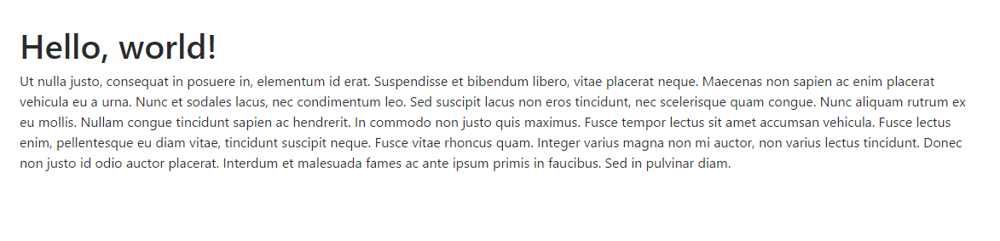 Hello, world!
Ut nulla justo, consequat in posuere in, elementum id erat. Suspendisse et bibendum libero, vitae placerat neque. Maecenas non sapien ac enim placerat
vehicula eu a urna. Nunc et sodales lacus, nec condimentum leo. Sed suscipit lacus non eros tincidunt, nec scelerisque quam congue. Nunc aliquam rutrum ex
eu mollis. Nullam congue tincidunt sapien ac hendrerit. In commodo non justo quis maximus. Fusce tempor lectus sit amet accumsan vehicula. Fusce lectus
enim, pellentesque eu diam vitae, tincidunt suscipit neque. Fusce vitae rhoncus quam. Integer varius magna non mi auctor, non varius lectus tincidunt. Donec
non justo id odio auctor placerat. Interdum et malesuada fames ac ante ipsum primis in faucibus. Sed in pulvinar diam.